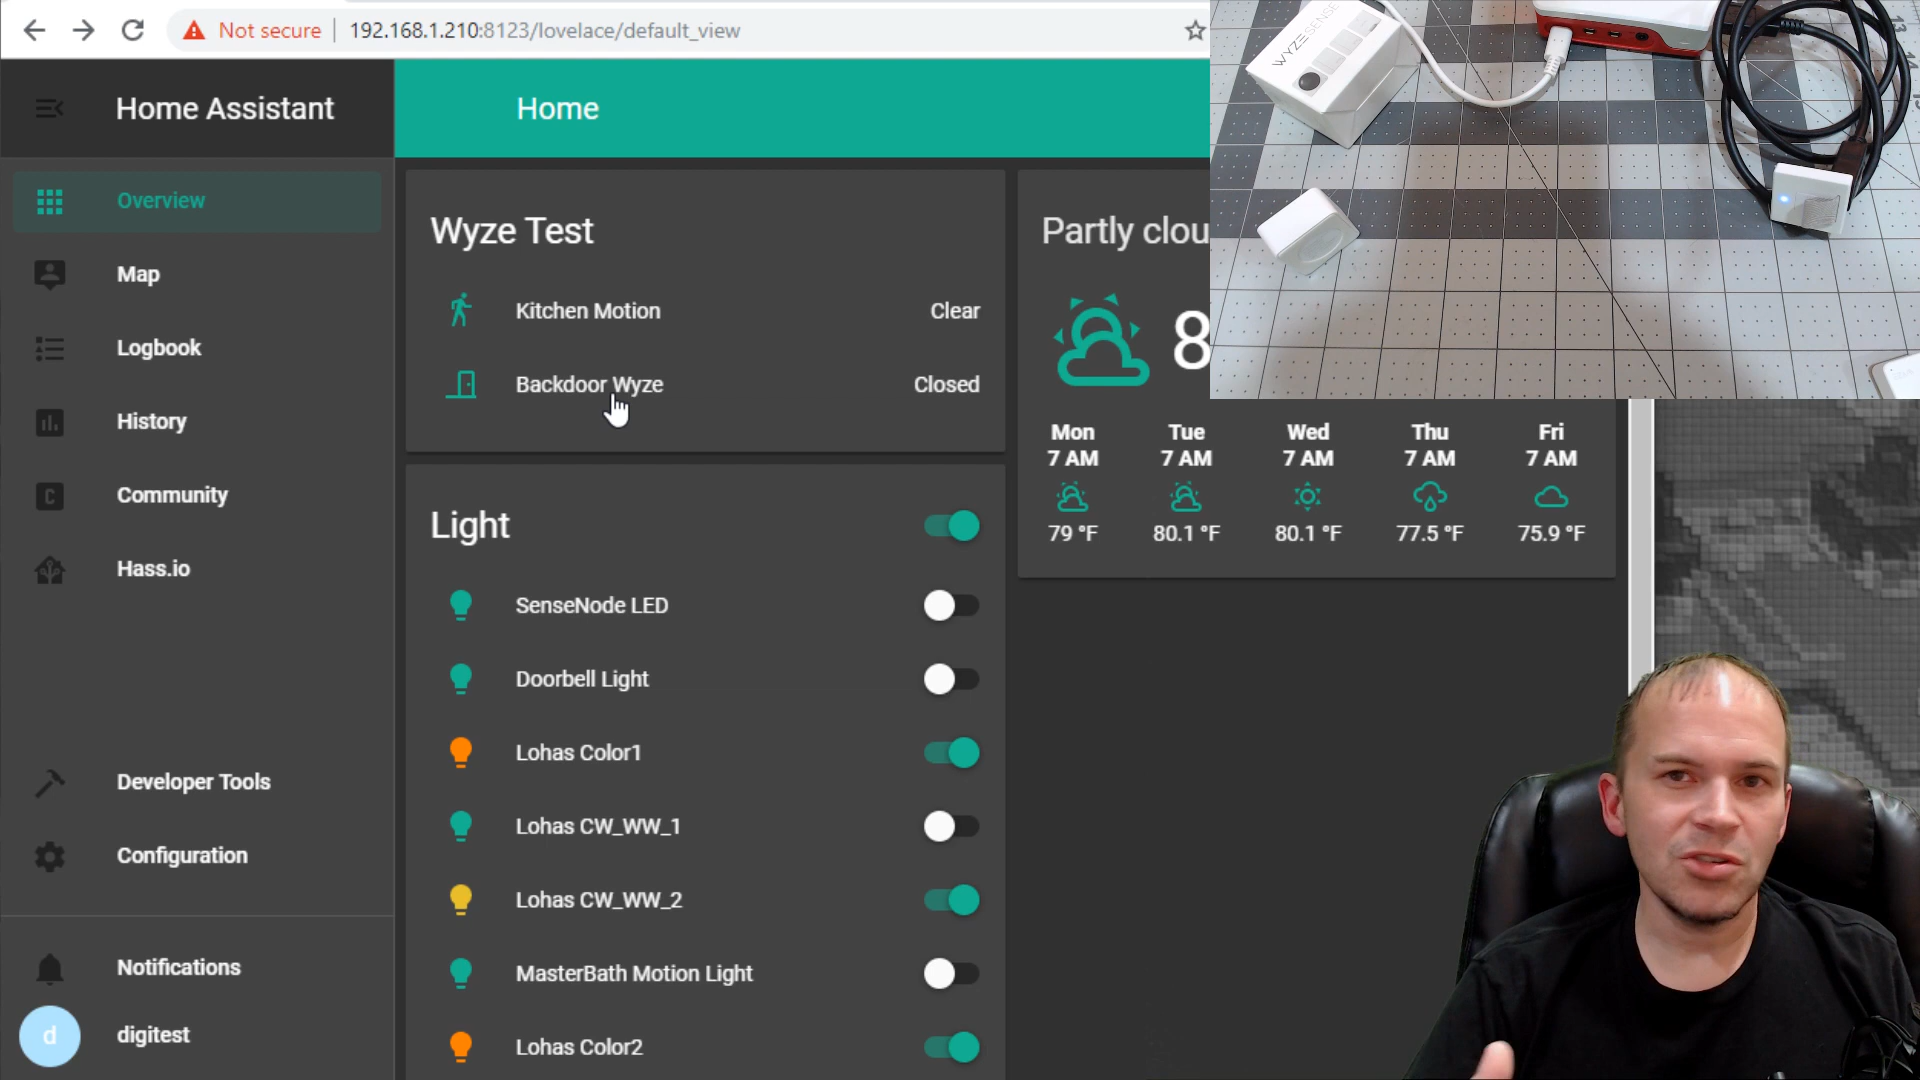 Not secure
192.168.1.210:8123/lovelace/default_view
Home Assistant
Home
Overview
Map
Logbook
History
Community
Hass.io
Developer Tools
Configuration
Notifications
d
digitest
Wyze Test
Kitchen Motion
Clear
Backdoor Wyze
Closed
Light
SenseNode LED
Doorbell Light
Lohas Color1
Lohas CW_WW_1
Lohas CW_WW_2
MasterBath Motion Light
Lohas Color2
Partly clou
8
Mon
7 AM
79 °F
Tue
7 AM
80.1 °F
Wed
7 AM
80.1 °F
Thu
7 AM
77.5 °F
Fri
7 AM
75.9 °F
WYZE SENSE
13